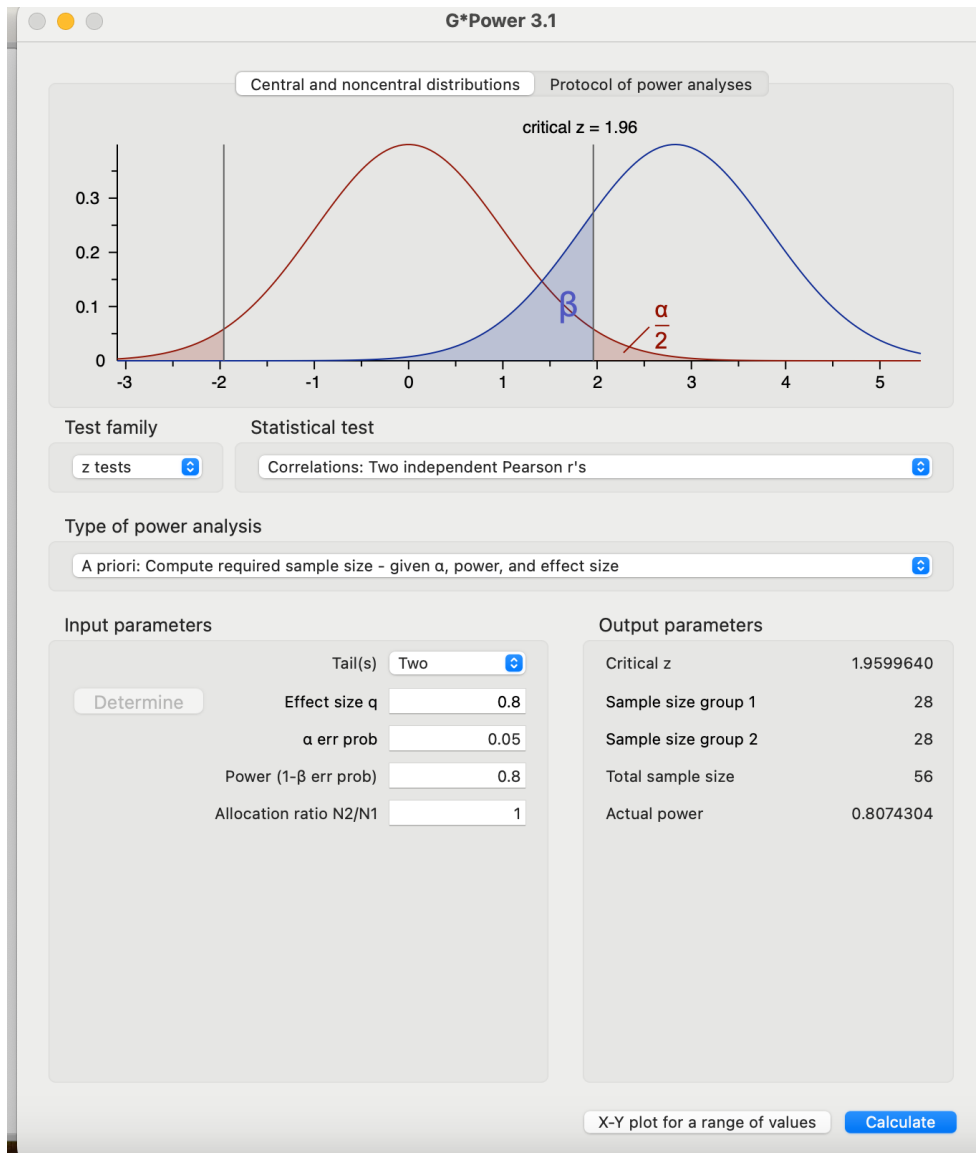 G*Power 3.1
Central and noncentral distributions Protocol of power analyses
critical z = 1.96
0.3
0.2
0.1
0
β
α
2
-3 -2 -1 0 1 2 3 4 5
Test family Statistical test
z tests Correlations: Two independent Pearson r's
Type of power analysis
A priori: Compute required sample size - given α, power, and effect size
Input parameters Output parameters
Tail(s) Two Critical z 1.9599640
Determine Effect size q 0.8 Sample size group 1 28
α err prob 0.05 Sample size group 2 28
Power (1-β err prob) 0.8 Total sample size 56
Allocation ratio N2/N1 1 Actual power 0.8074304
X-Y plot for a range of values Calculate